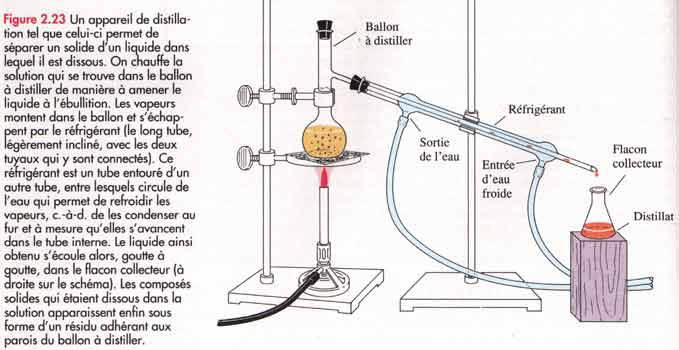 Figure 2.23 Un appareil de distilla-
tion tel que celui-ci permet de
séparer un solide d'un liquide dans
lequel il est dissous. On chauffe la
solution qui se trouve dans le ballon
à distiller de manière à amener le
liquide à l'ébullition. Les vapeurs
montent dans le ballon et s'échap-
pent par le réfrigérant (le long tube,
légèrement incliné, avec les deux
tuyaux qui y sont connectés). Ce
réfrigérant est un tube entouré d'un
autre tube, entre lesquels circule de
l'eau qui permet de refroidir les
vapeurs, c.-à-d. de les condenser au
fur et à mesure qu'elles s'avancent
dans le tube interne. Le liquide ainsi
obtenu s'écoule alors, goutte à
goutte, dans le flacon collecteur (à
droite sur le schéma). Les composés
solides qui étaient dissous dans la
solution apparaissent enfin sous
forme d'un résidu adhérant aux
parois du ballon à distiller.
Ballon
à distiller
Réfrigérant
Sortie
de l'eau
Entrée
d'eau
froide
Flacon
collecteur
Distillat